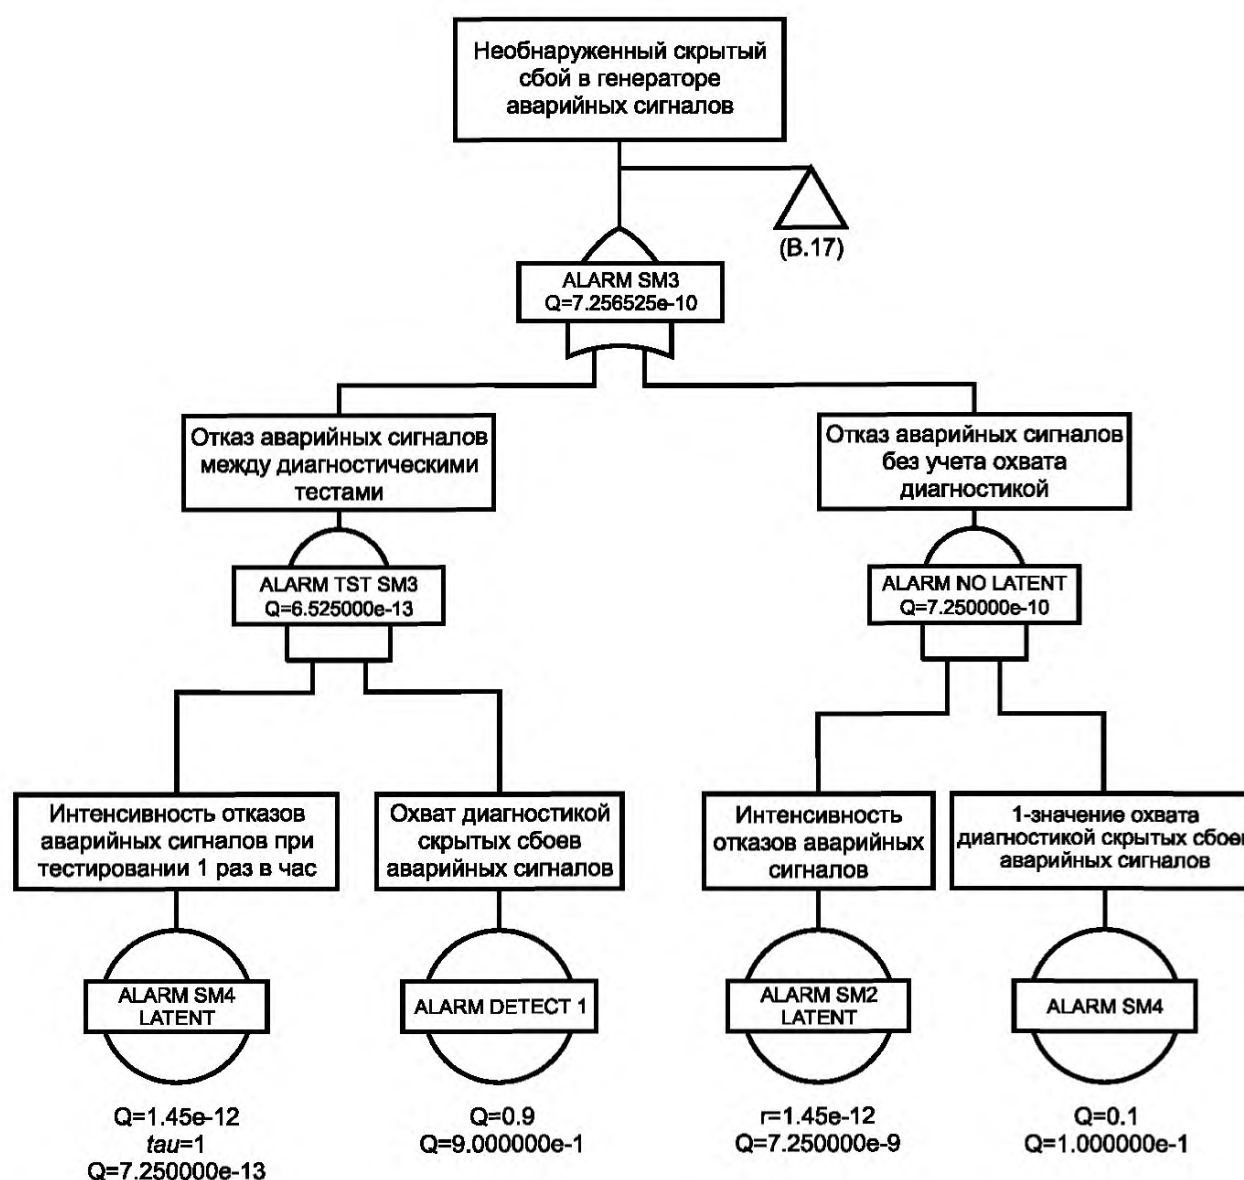 Необнаруженный скрытый
сбой в генераторе
аварийных сигналов
(B.17)
ALARM SM3
Q=7.256525e-10
Отказ аварийных сигналов
между диагностическими
тестами
Отказ аварийных сигналов
без учета охвата
диагностикой
ALARM TST SM3
Q=6.525000e-13
ALARM NO LATENT
Q=7.250000e-10
Интенсивность отказов
аварийных сигналов при
тестировании 1 раз в час
Охват диагностикой
скрытых сбоев
аварийных сигналов
Интенсивность
отказов аварийных
сигналов
1-значение охвата
диагностикой скрытых сбоев
аварийных сигналов
ALARM SM4
LATENT
ALARM DETECT 1
ALARM SM2
LATENT
ALARM SM4
Q=1.45e-12
tau=1
Q=7.250000e-13
Q=0.9
Q=9.000000e-1
r=1.45e-12
Q=7.250000e-9
Q=0.1
Q=1.000000e-1